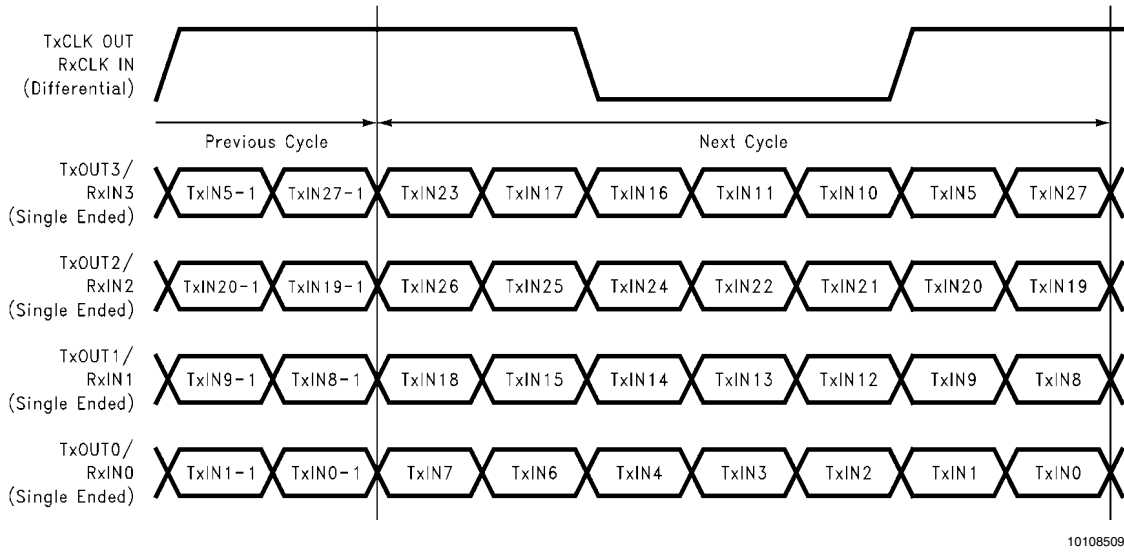 TxCLK OUT
RxCLK IN
(Differential)
Previous Cycle
Next Cycle
TxOUT3/
RxIN3
(Single Ended)
TxIN5-1 TxIN27-1 TxIN23 TxIN17 TxIN16 TxIN11 TxIN10 TxIN5 TxIN27
TxOUT2/
RxIN2
(Single Ended)
TxIN20-1 TxIN19-1 TxIN26 TxIN25 TxIN24 TxIN22 TxIN21 TxIN20 TxIN19
TxOUT1/
RxIN1
(Single Ended)
TxIN9-1 TxIN8-1 TxIN18 TxIN15 TxIN14 TxIN13 TxIN12 TxIN9 TxIN8
TxOUT0/
RxIN0
(Single Ended)
TxIN1-1 TxIN0-1 TxIN7 TxIN6 TxIN4 TxIN3 TxIN2 TxIN1 TxIN0
10108509